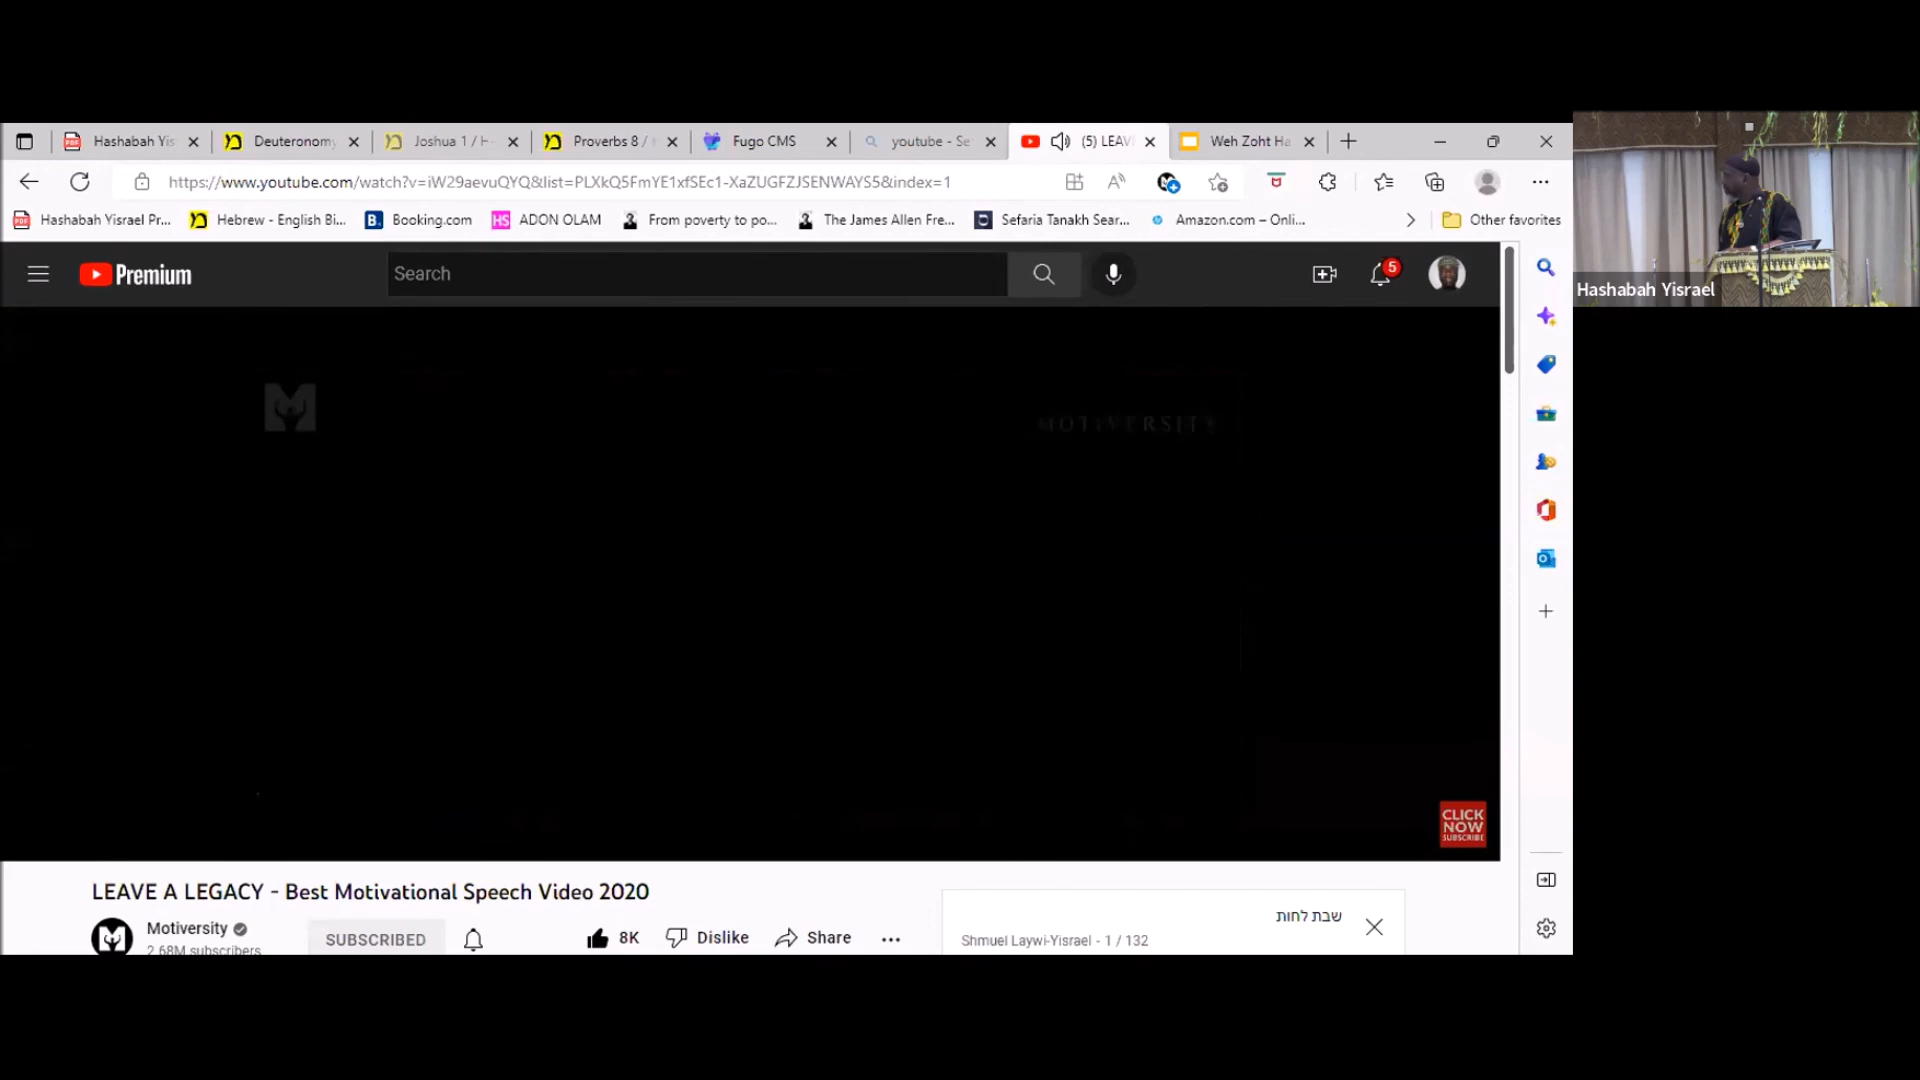 Hashabah Yis
Deuteronomy
Joshua 1 / H
Proverbs 8 /
Fugo CMS
youtube - Se
(5) LEAV
Weh Zoht Ha
https://www.youtube.com/watch?v=iW29aevuQYQ&list=PLXkQ5FmYE1xfSEc1-XaZUGFZJSENWAYS5&index=1
Hashabah Yisrael Pr...
Hebrew - English Bi...
B.
Booking.com
HS
ADON OLAM
From poverty to po...
The James Allen Fre...
Sefaria Tanakh Sear...
Amazon.com – Onli...
Other favorites
Premium
Search
5
Hashabah Yisrael
MOTIVERSITY
CLICK
NOW
SUBSCRIBE
LEAVE A LEGACY - Best Motivational Speech Video 2020
Motiversity
2.68M subscribers
SUBSCRIBED
8K
Dislike
Share
שבת לחות
Shmuel Laywi-Yisrael - 1 / 132